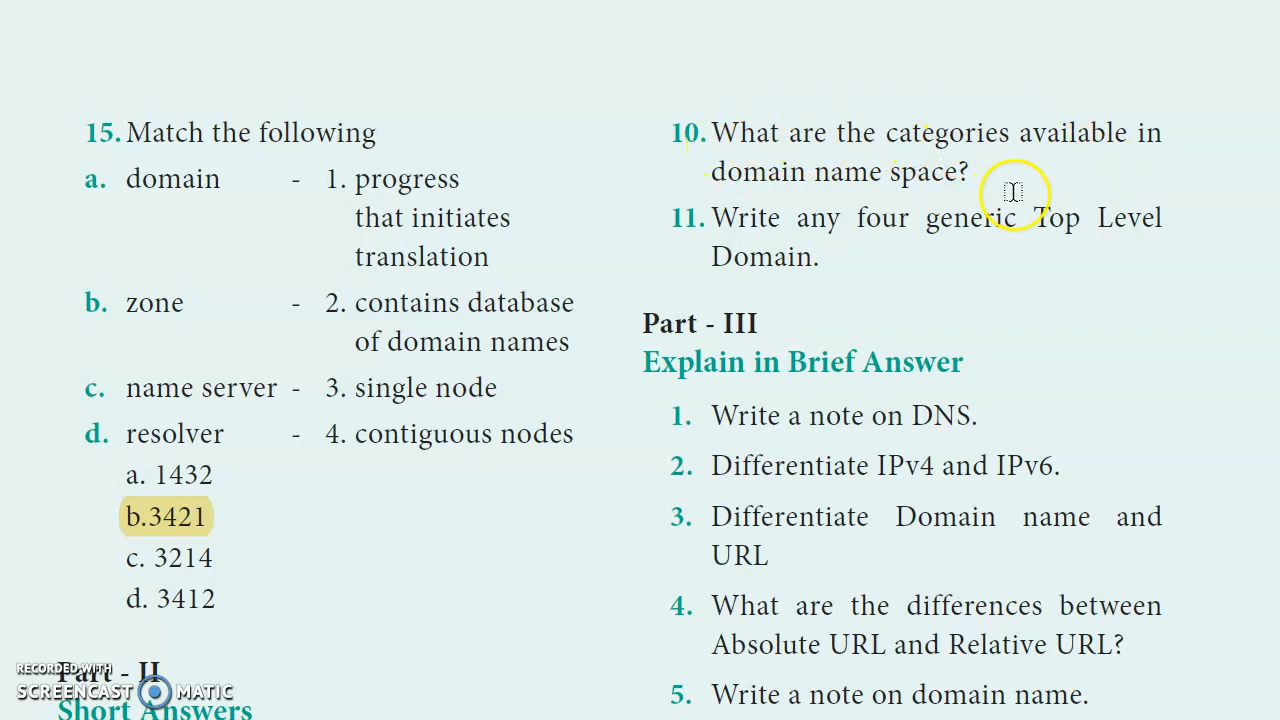 15. Match the following
a. domain - 1. progress
that initiates
translation
b. zone - 2. contains database
of domain names
c. name server - 3. single node
d. resolver - 4. contiguous nodes
a. 1432
b.3421
c. 3214
d. 3412
Part - II
Short Answers
10. What are the categories available in
domain name space?
11. Write any four generic Top Level
Domain.
Part - III
Explain in Brief Answer
1. Write a note on DNS.
2. Differentiate IPv4 and IPv6.
3. Differentiate Domain name and
URL
4. What are the differences between
Absolute URL and Relative URL?
5. Write a note on domain name.
RECORDED WITH
SCREENCAST MATIC